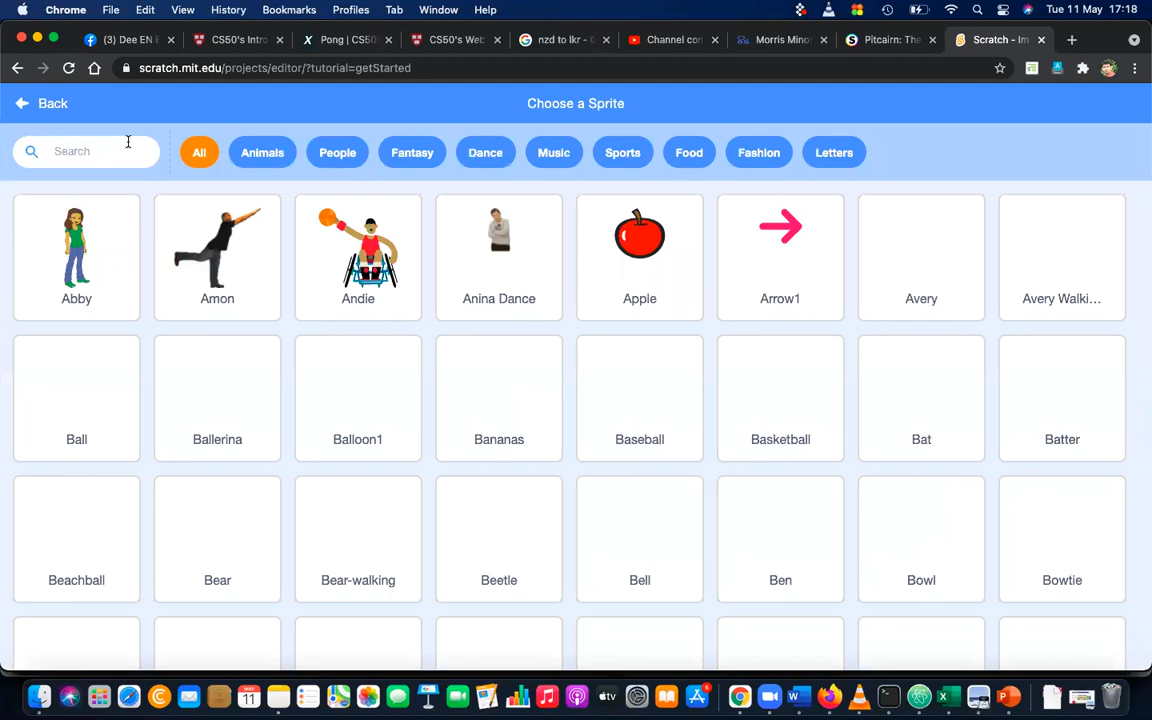 Chrome File Edit View History Bookmarks Profiles Tab Window Help Tue 11 May 17:18
(3) Dee EN CS50's Intro Pong | CS50 CS50's Web nzd to lkr - Channel con Morris Mino Pitcairn: The Scratch - Im
scratch.mit.edu/projects/editor/?tutorial=getStarted
Back Choose a Sprite
Search All Animals People Fantasy Dance Music Sports Food Fashion Letters
Abby Amon Andie Anina Dance Apple Arrow1 Avery Avery Walki...
Ball Ballerina Balloon1 Bananas Baseball Basketball Bat Batter
Beachball Bear Bear-walking Beetle Bell Ben Bowl Bowtie